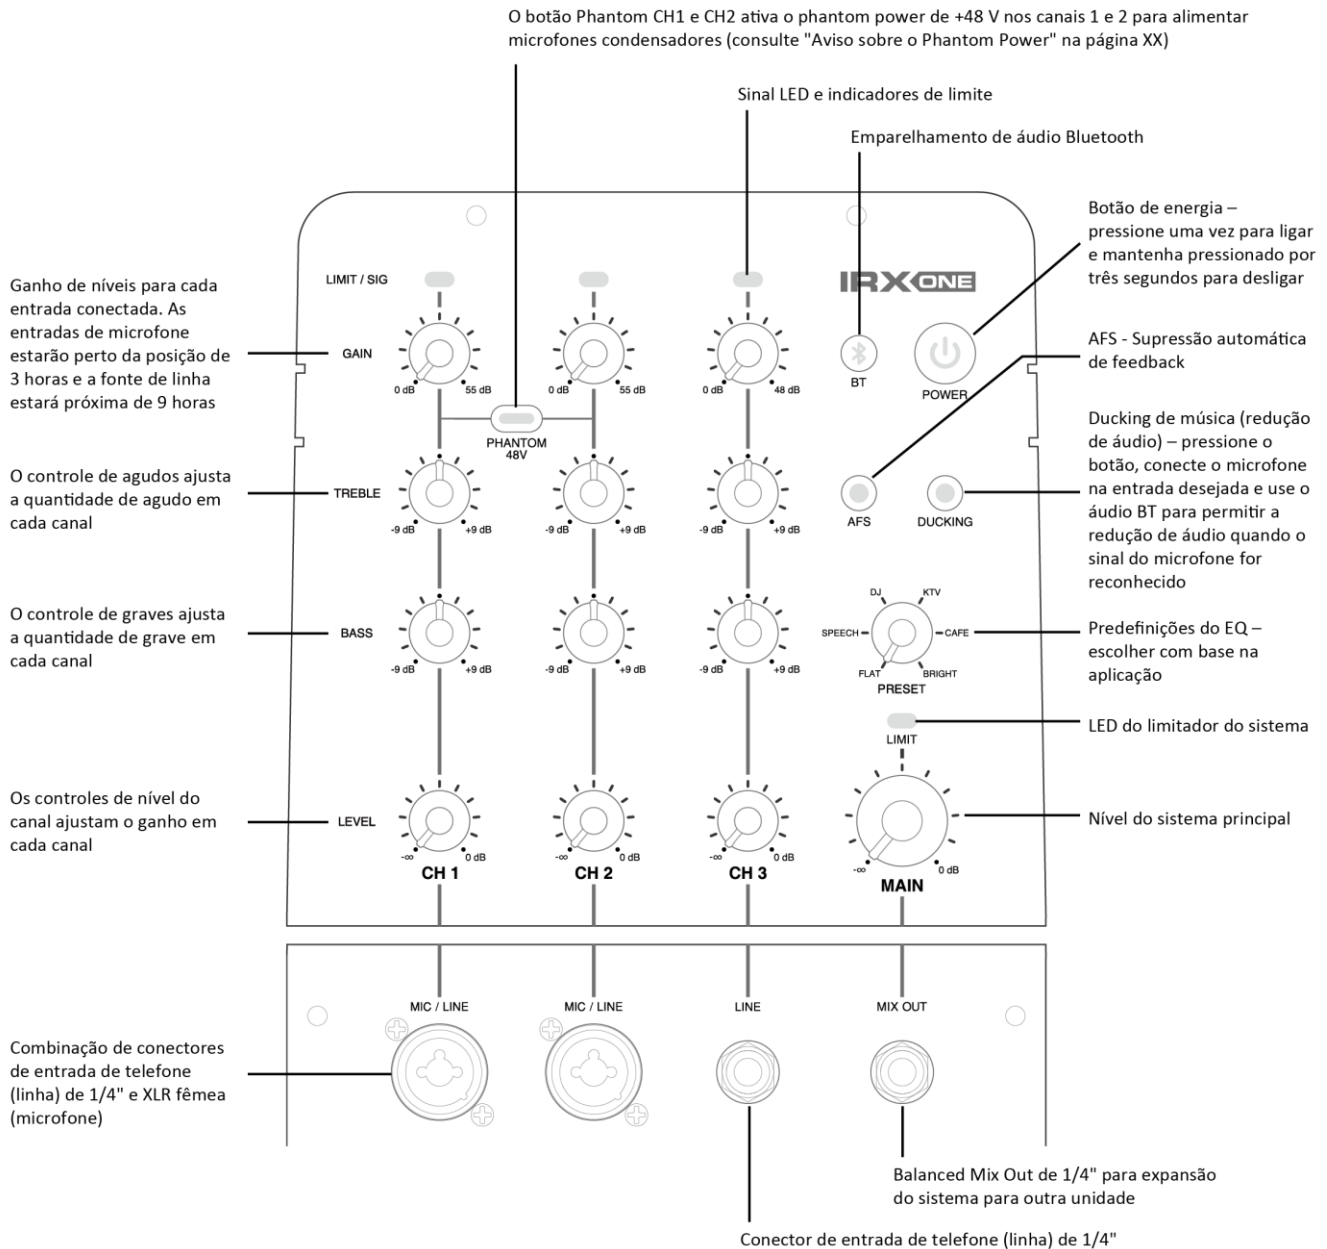 O botão Phantom CH1 e CH2 ativa o phantom power de +48 V nos canais 1 e 2 para alimentar
microfones condensadores (consulte "Aviso sobre o Phantom Power" na página XX)
Sinal LED e indicadores de limite
Emparelhamento de áudio Bluetooth
Botão de energia –
pressione uma vez para ligar
e mantenha pressionado por
três segundos para desligar
Ganho de níveis para cada
entrada conectada. As
entradas de microfone
estarão perto da posição de
3 horas e a fonte de linha
estará próxima de 9 horas
LIMIT / SIG
IRX ONE
GAIN
0 dB 55 dB
0 dB 55 dB
0 dB 48 dB
BT
POWER
AFS - Supressão automática
de feedback
PHANTOM
48V
O controle de agudos ajusta
a quantidade de agudo em
cada canal
TREBLE
-9 dB +9 dB
-9 dB +9 dB
-9 dB +9 dB
AFS
DUCKING
Ducking de música (redução
de áudio) – pressione o
botão, conecte o microfone
na entrada desejada e use o
áudio BT para permitir a
redução de áudio quando o
sinal do microfone for
reconhecido
O controle de graves ajusta
a quantidade de grave em
cada canal
BASS
-9 dB +9 dB
-9 dB +9 dB
-9 dB +9 dB
DJ KTV
SPEECH CAFE
FLAT BRIGHT
PRESET
Predefinições do EQ –
escolher com base na
aplicação
LIMIT
LED do limitador do sistema
Os controles de nível do
canal ajustam o ganho em
cada canal
LEVEL
-∞ 0 dB
-∞ 0 dB
-∞ 0 dB
-∞ 0 dB
CH 1
CH 2
CH 3
MAIN
Nível do sistema principal
MIC / LINE
MIC / LINE
LINE
MIX OUT
Combinação de conectores
de entrada de telefone
(linha) de 1/4" e XLR fêmea
(microfone)
Balanced Mix Out de 1/4" para expansão
do sistema para outra unidade
Conector de entrada de telefone (linha) de 1/4"